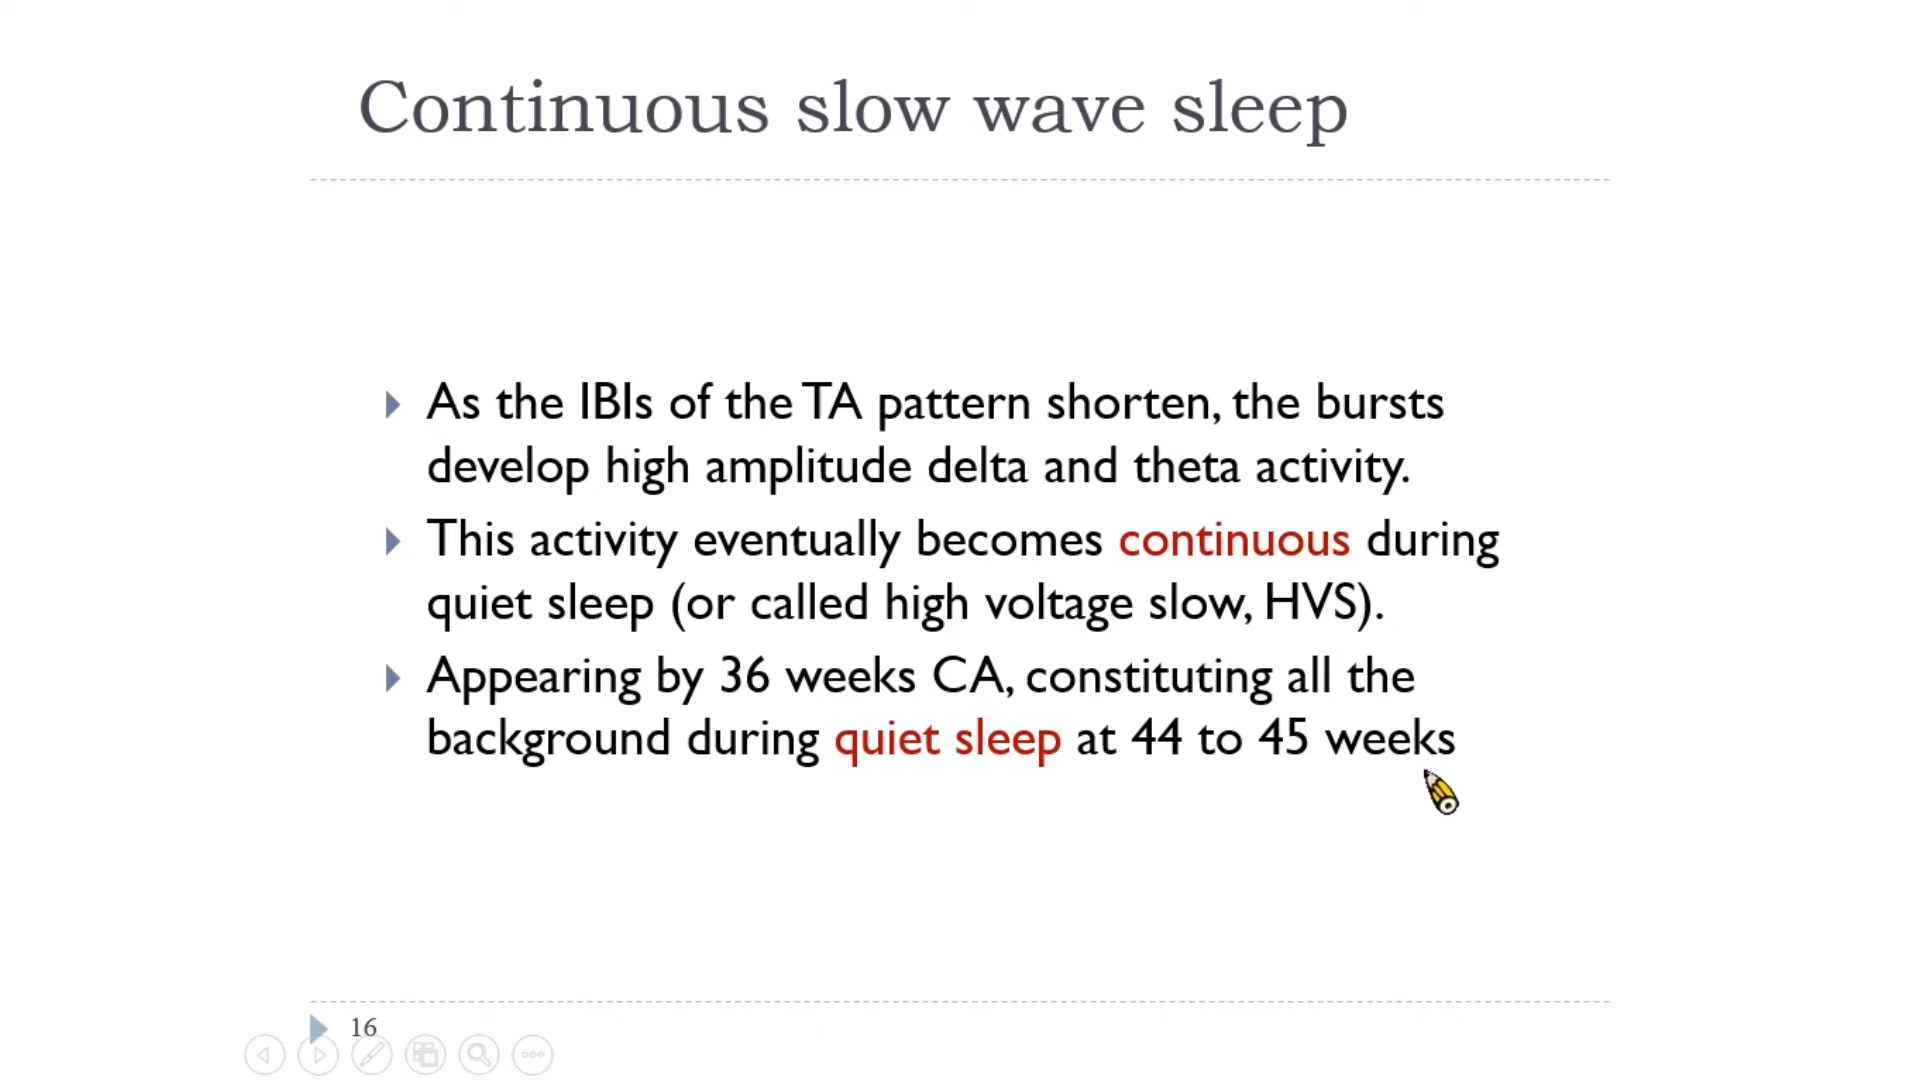 Continuous slow wave sleep
As the IBIs of the TA pattern shorten, the bursts
develop high amplitude delta and theta activity.
This activity eventually becomes continuous during
quiet sleep (or called high voltage slow, HVS).
Appearing by 36 weeks CA, constituting all the
background during quiet sleep at 44 to 45 weeks
16